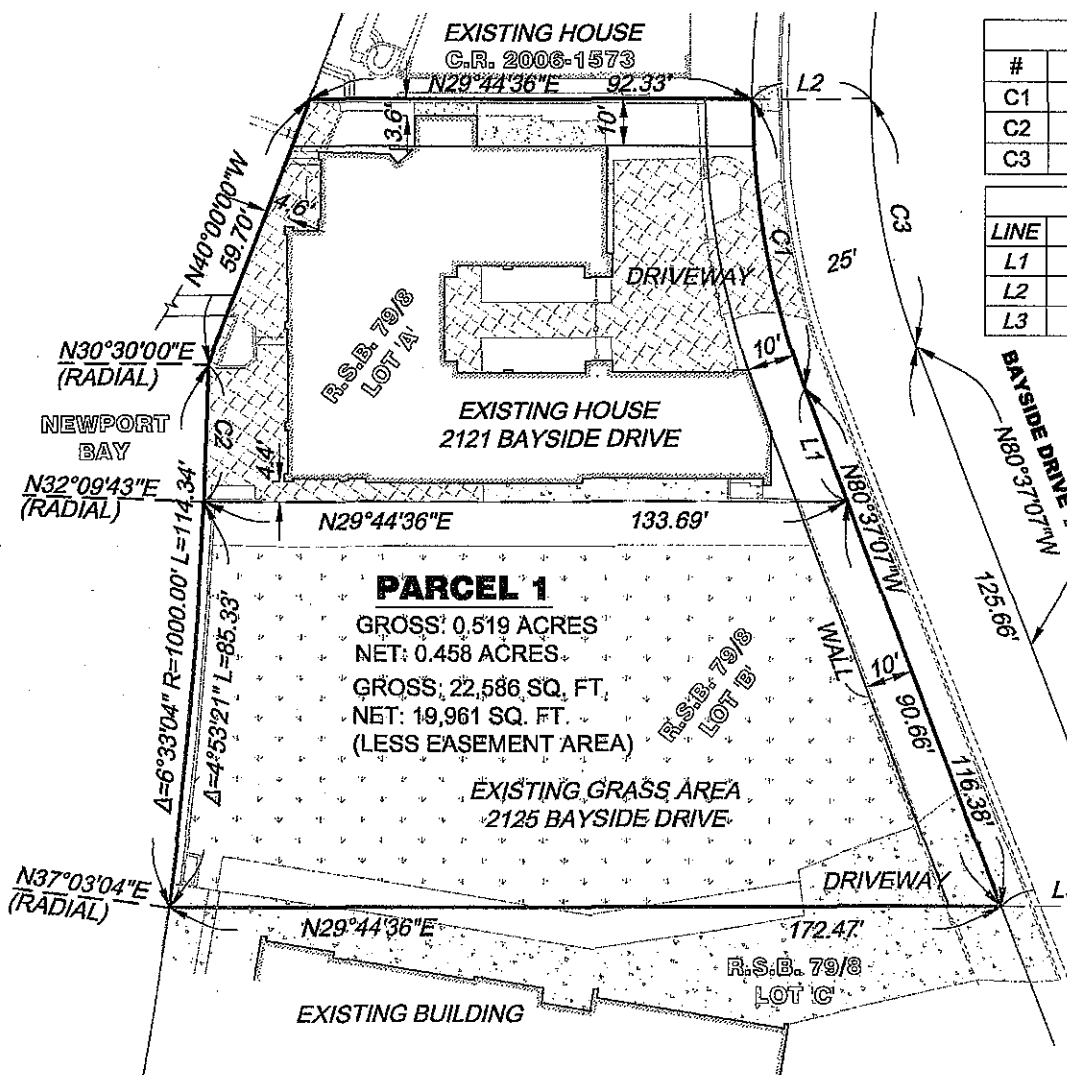 EXISTING HOUSE
C.R. 2006-1573
N29°44'36"E 92.33'
L2
#
C1
C2
C3
LINE
L1
L2
L3
3.6'
10'
N40°00'00"W
59.70'
4.6'
C1
C3
25'
DRIVEWAY
R.S.B. 79/8
LOT 'A'
N30°30'00"E
(RADIAL)
10'
BAYSIDE DRIVE
N80°37'07"W
NEWPORT
BAY
C2
EXISTING HOUSE
2121 BAYSIDE DRIVE
L1
4.4'
N32°09'43"E
(RADIAL)
N29°44'36"E 133.69'
N80°37'07"W
125.66'
PARCEL 1
GROSS: 0.519 ACRES
NET: 0.458 ACRES
GROSS: 22,586 SQ. FT.
NET: 19,961 SQ. FT.
(LESS EASEMENT AREA)
R.S.B. 79/8
LOT 'B'
WALL
10'
90.66'
116.38'
Δ=6°33'04" R=1000.00' L=114.34'
Δ=4°53'21" L=85.33'
EXISTING GRASS AREA
2125 BAYSIDE DRIVE
N37°03'04"E
(RADIAL)
DRIVEWAY
N29°44'36"E 172.47'
R.S.B. 79/8
LOT 'C'
EXISTING BUILDING